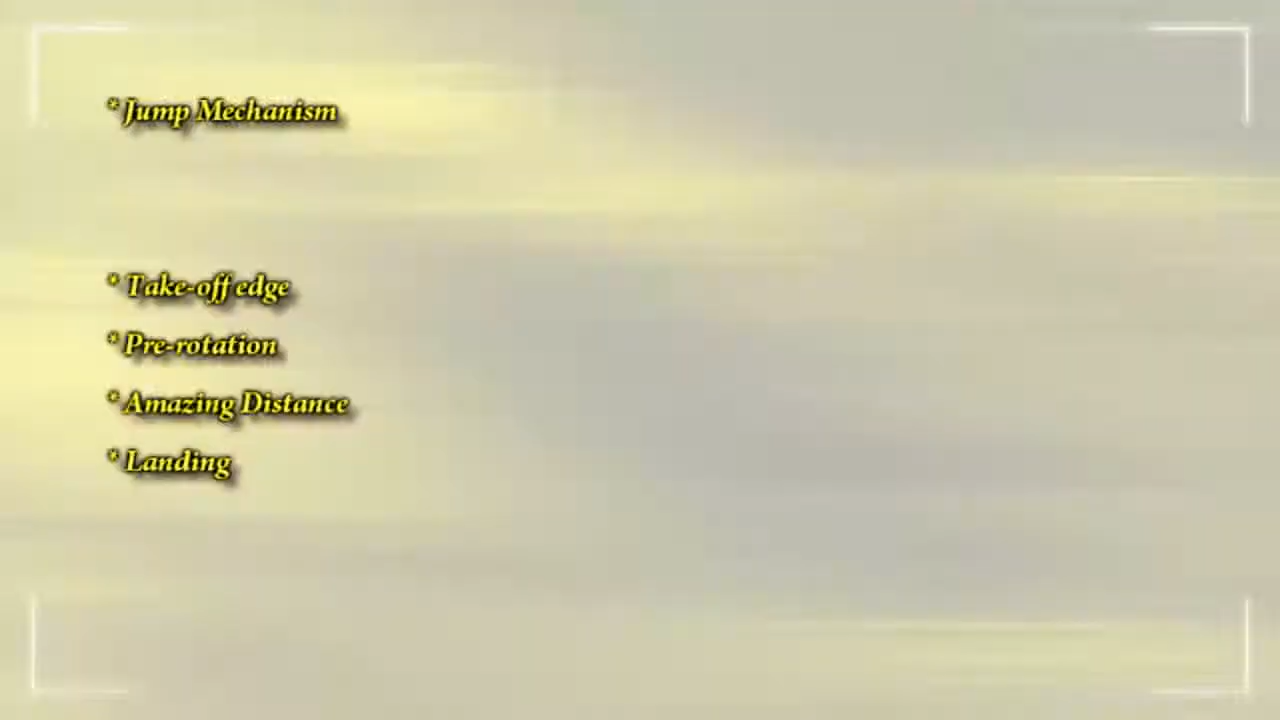 * Jump Mechanism
* Take-off edge
* Pre-rotation
* Amazing Distance
* Landing